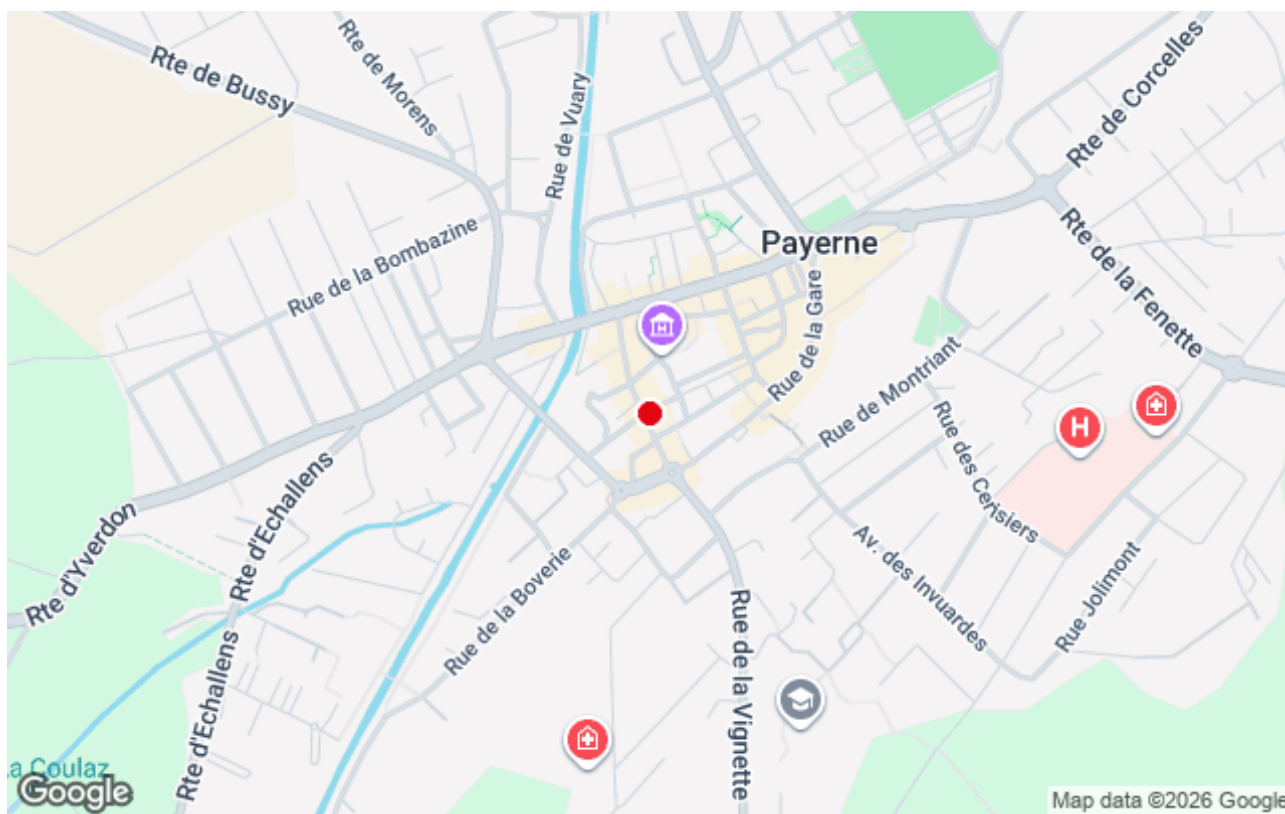 Rte de Morens
Rte de Bussy
Rue de Vuary
Rte de Corcelles
Rue de la Bombazine
Payerne
Rue de la Gare
Rte de la Fenette
H
Rue de Montriant
H
Rue des Cerisiers
Rte d'Echallens
Rte d'Yverdon
Av. des Invuardes
Rue Jolimont
Rue de la Boverie
Rue de la Vignette
Rte d'Echallens
a Coulaz
Google
Map data ©2026 Google